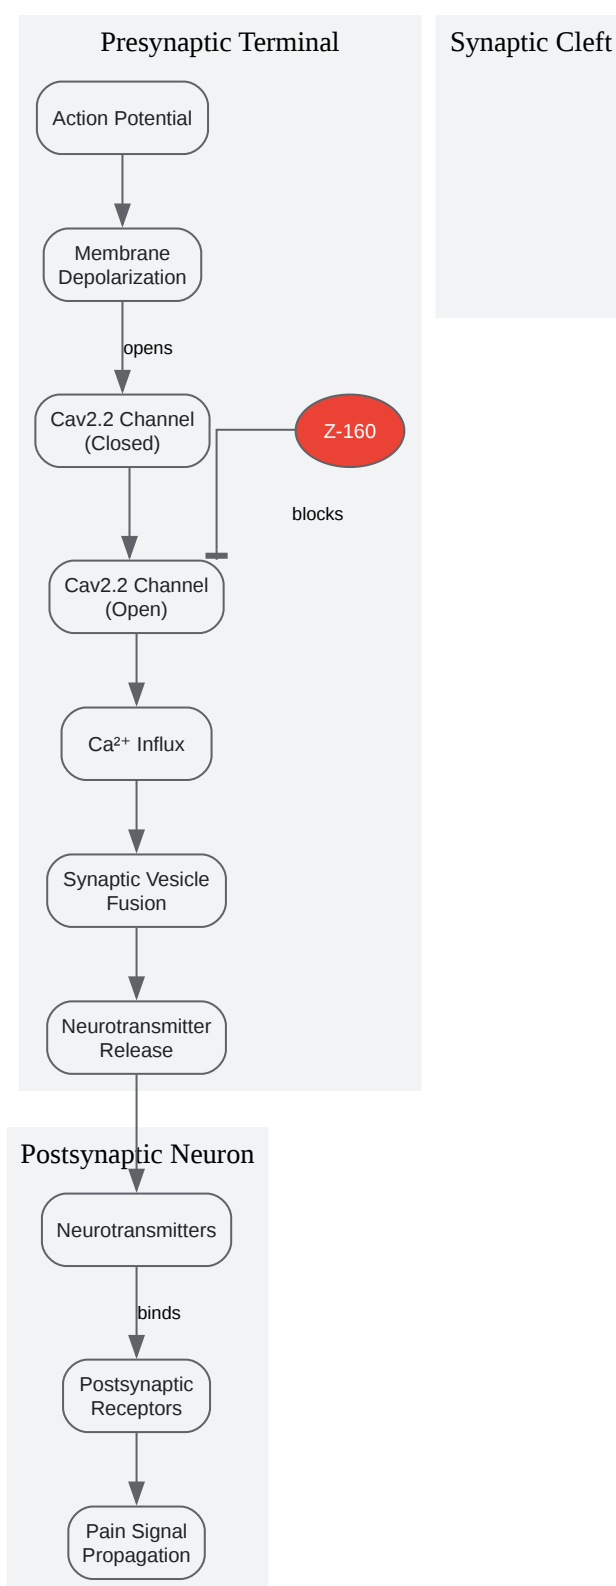 Presynaptic Terminal
Synaptic Cleft
Action Potential
Membrane
Depolarization
opens
Cav2.2 Channel
(Closed)
Z-160
blocks
Cav2.2 Channel
(Open)
Ca²⁺ Influx
Synaptic Vesicle
Fusion
Neurotransmitter
Release
Postsynaptic Neuron
Neurotransmitters
binds
Postsynaptic
Receptors
Pain Signal
Propagation